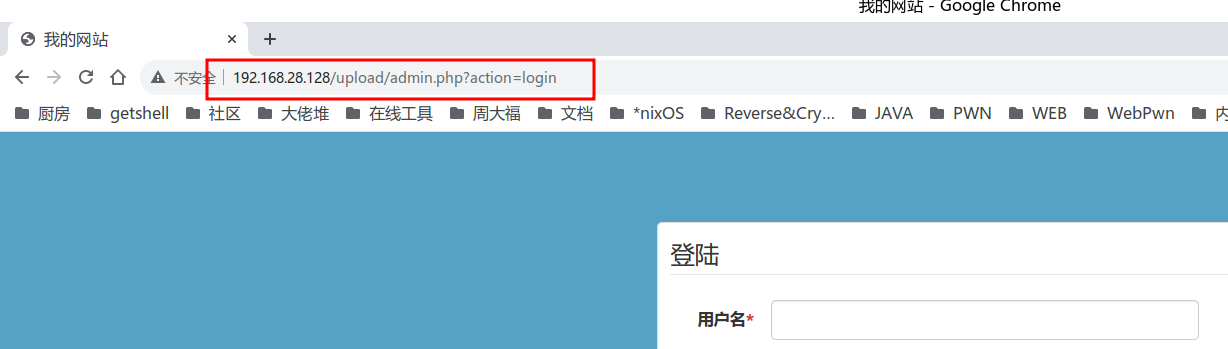 我的网站 - Google Chrome
我的网站
不安全 192.168.28.128/upload/admin.php?action=login
厨房 getshell 社区 大佬堆 在线工具 周大福 文档 *nixOS Reverse&Cry… JAVA PWN WEB WebPwn 内
登陆
用户名*